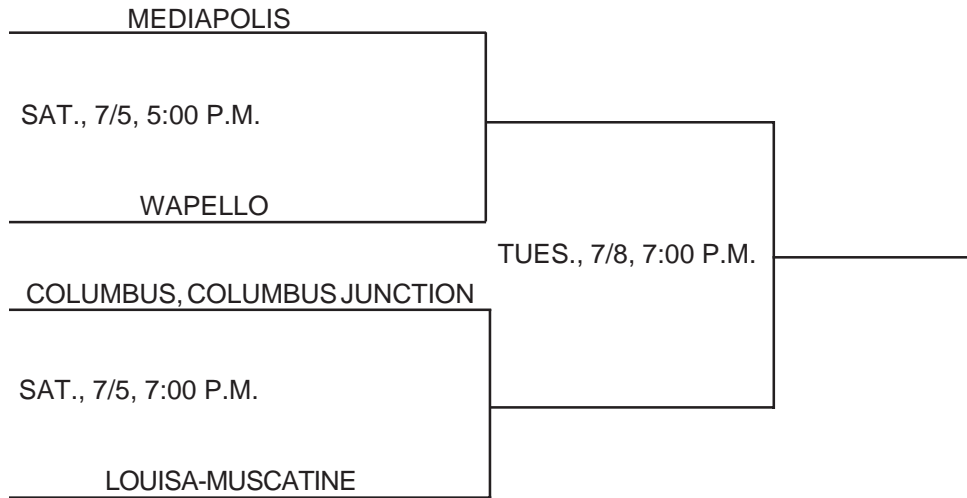 MEDIAPOLIS
SAT., 7/5, 5:00 P.M.
WAPELLO
TUES., 7/8, 7:00 P.M.
COLUMBUS, COLUMBUS JUNCTION
SAT., 7/5, 7:00 P.M.
LOUISA-MUSCATINE